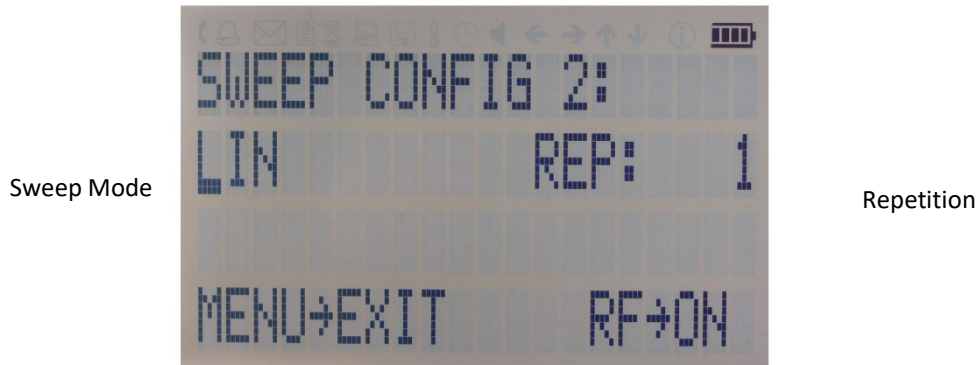 SWEEP CONFIG 2:
LIN REP: 1
Sweep Mode
Repetition
MENU→EXIT RF→ON